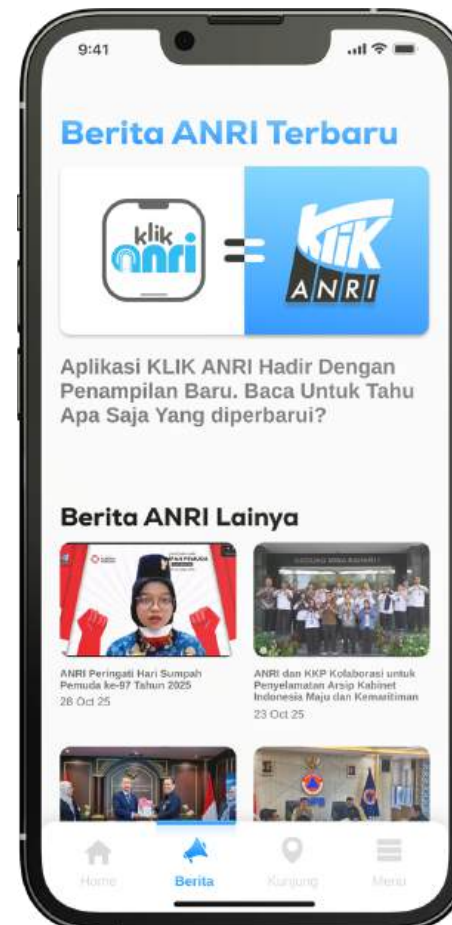 9:41
Berita ANRI Terbaru
klik
anri
=
KLiK
ANRI
Aplikasi KLIK ANRI Hadir Dengan
Penampilan Baru. Baca Untuk Tahu
Apa Saja Yang diperbarui?
Berita ANRI Lainya
ANRI Peringati Hari Sumpah
Pemuda ke-97 Tahun 2025
28 Oct 25
ANRI dan KKP Kolaborasi untuk
Penyelamatan Arsip Kabinet
Indonesia Maju dan Kemaritiman
23 Oct 25
Home
Berita
Kunjung
Menu